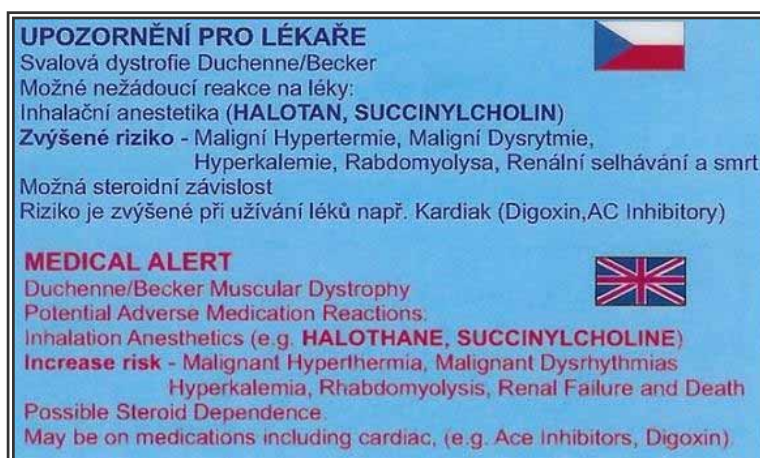 UPOZORNĚNÍ PRO LÉKAŘE
Svalová dystrofie Duchenne/Becker
Možné nežádoucí reakce na léky:
Inhalační anestetika (HALOTAN, SUCCINYLCHOLIN)
Zvýšené riziko - Maligní Hypertermie, Maligní Dysrytmie,
Hyperkalemie, Rabdomyolysa, Renální selhávání a smrt
Možná steroidní závislost
Riziko je zvýšené při užívání léků např. Kardiak (Digoxin,AC Inhibitory)
MEDICAL ALERT
Duchenne/Becker Muscular Dystrophy
Potential Adverse Medication Reactions:
Inhalation Anesthetics (e.g. HALOTHANE, SUCCINYLCHOLINE)
Increase risk - Malignant Hyperthermia, Malignant Dysrhythmias
Hyperkalemia, Rhabdomyolysis, Renal Failure and Death
Possible Steroid Dependence.
May be on medications including cardiac, (e.g. Ace Inhibitors, Digoxin)